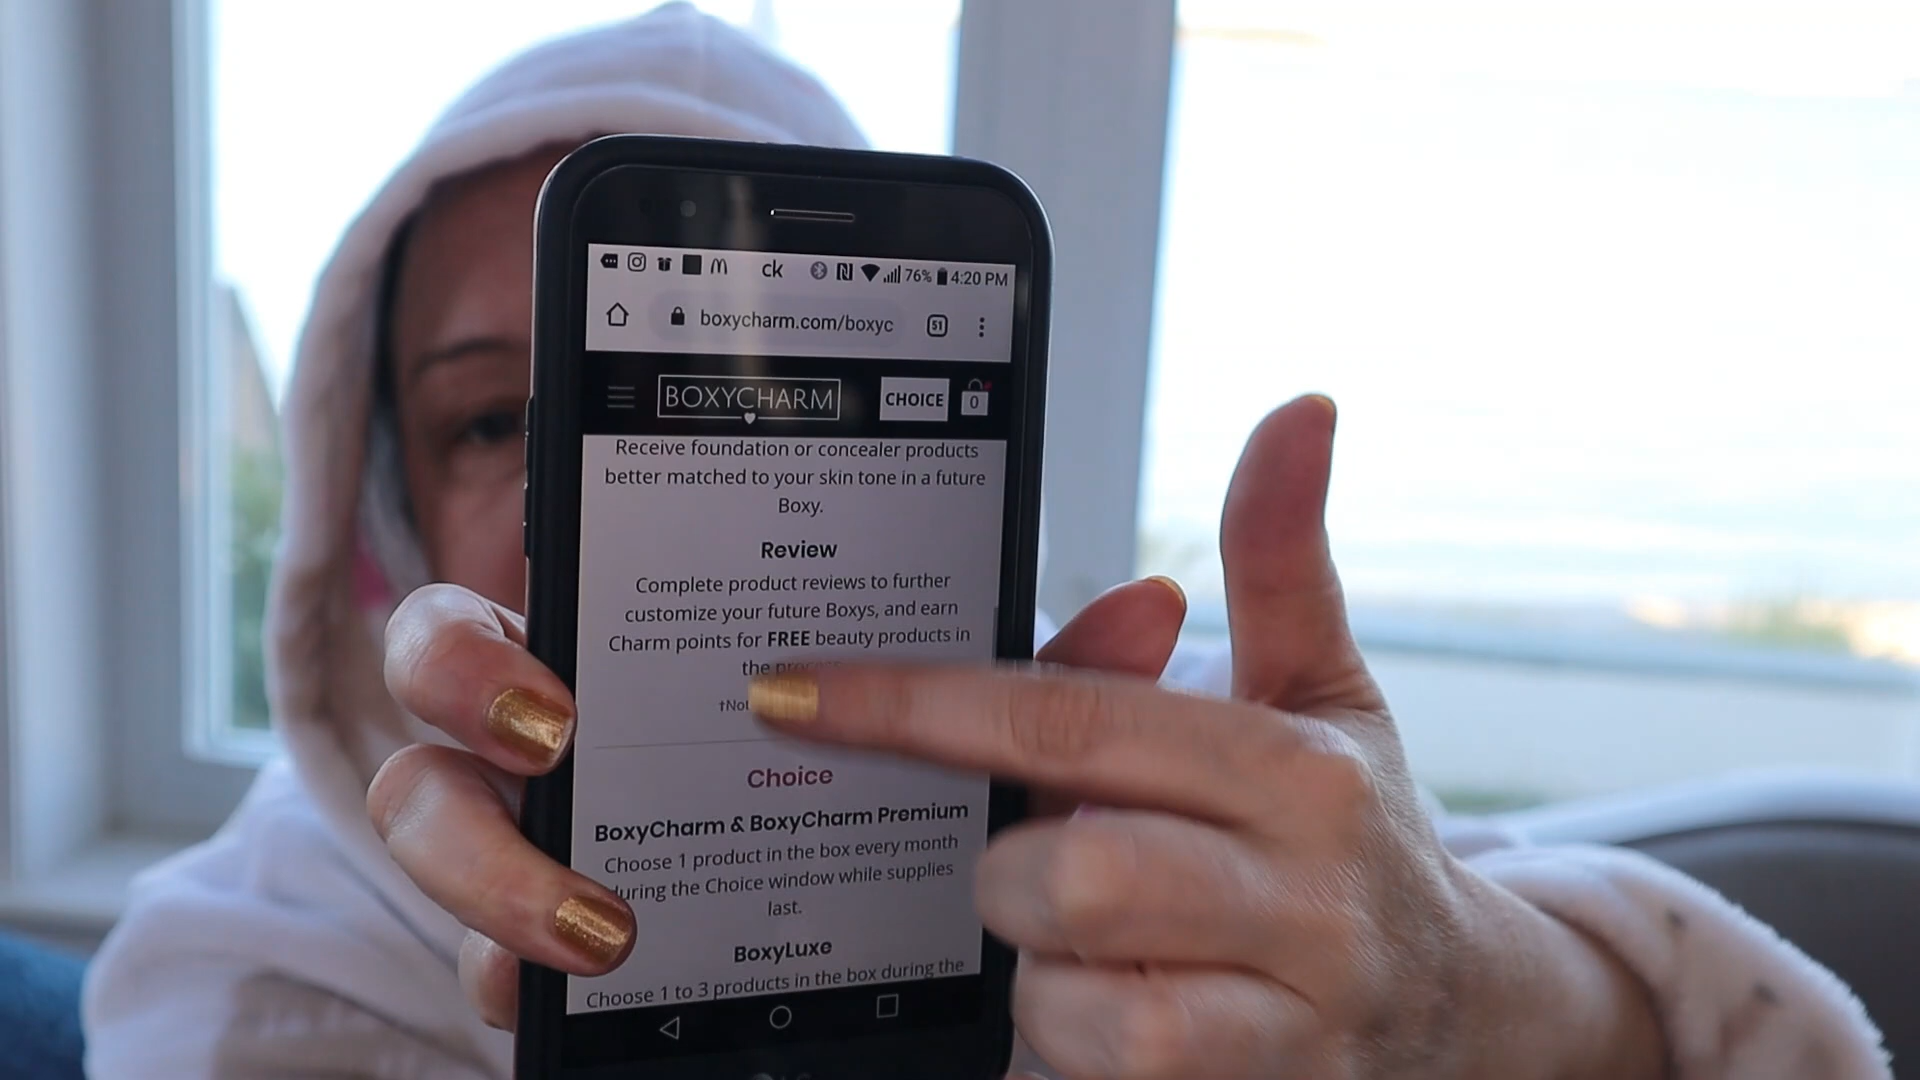 ck 76% 4:20 PM
boxycharm.com/boxyc 51
BOXYCHARM CHOICE 0
Receive foundation or concealer products
better matched to your skin tone in a future
Boxy.
Review
Complete product reviews to further
customize your future Boxys, and earn
Charm points for FREE beauty products in
the
Choice
BoxyCharm & BoxyCharm Premium
Choose 1 product in the box every month
during the Choice window while supplies
last.
BoxyLuxe
Choose 1 to 3 products in the box during the